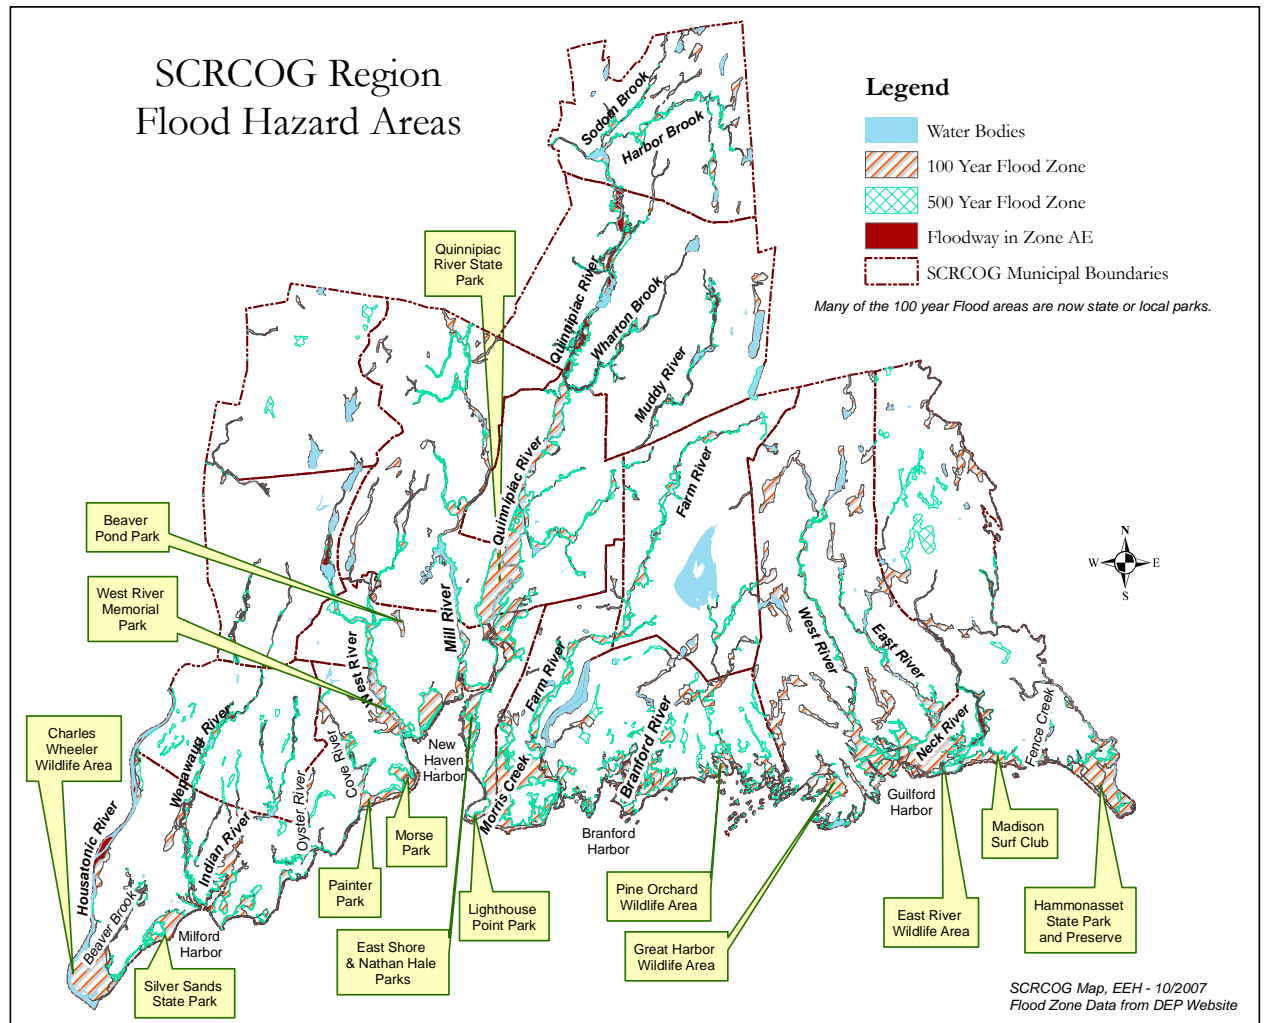 SCRCOG Region
Flood Hazard Areas
Legend
Water Bodies
100 Year Flood Zone
500 Year Flood Zone
Floodway in Zone AE
SCRCOG Municipal Boundaries
Many of the 100 year Flood areas are now state or local parks.
Sodom Brook
Harbor Brook
Quinnipiac
River State
Park
Quinnipiac River
Wharton Brook
Muddy River
Quinnipiac River
Farm River
Beaver
Pond Park
N
W E
S
West River
Memorial
Park
Mill River
West River
West River
East River
Farm River
Charles
Wheeler
Wildlife Area
Wepawaug River
Cove River
New
Haven
Harbor
Branford River
Neck River
Fence Creek
Housatonic River
Oyster River
Indian River
Morris Creek
Guilford
Harbor
Branford
Harbor
Morse
Park
Madison
Surf Club
Painter
Park
Beaver Brook
Milford
Harbor
Lighthouse
Point Park
Pine Orchard
Wildlife Area
East River
Wildlife Area
Hammonasset
State Park
and Preserve
East Shore
& Nathan Hale
Parks
Great Harbor
Wildlife Area
Silver Sands
State Park
SCRCOG Map, EEH - 10/2007
Flood Zone Data from DEP Website